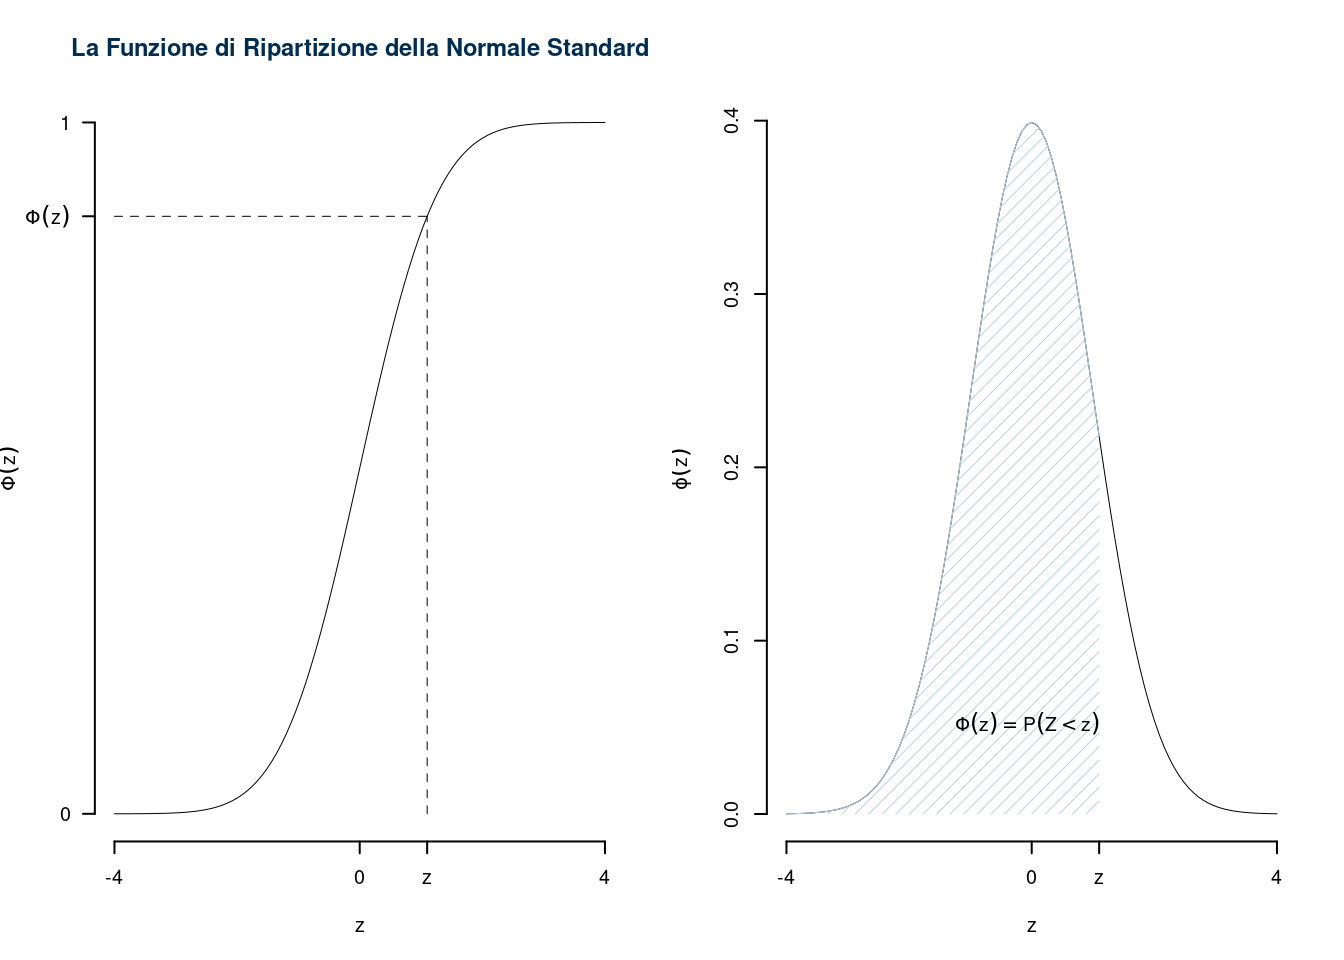 La Funzione di Ripartizione della Normale Standard
1
Φ(z)
0
Φ(z)
-4 0 z 4
z
0.4
0.3
0.2
0.1
0.0
ϕ(z)
Φ(z) = P(Z < z)
-4 0 z 4
z